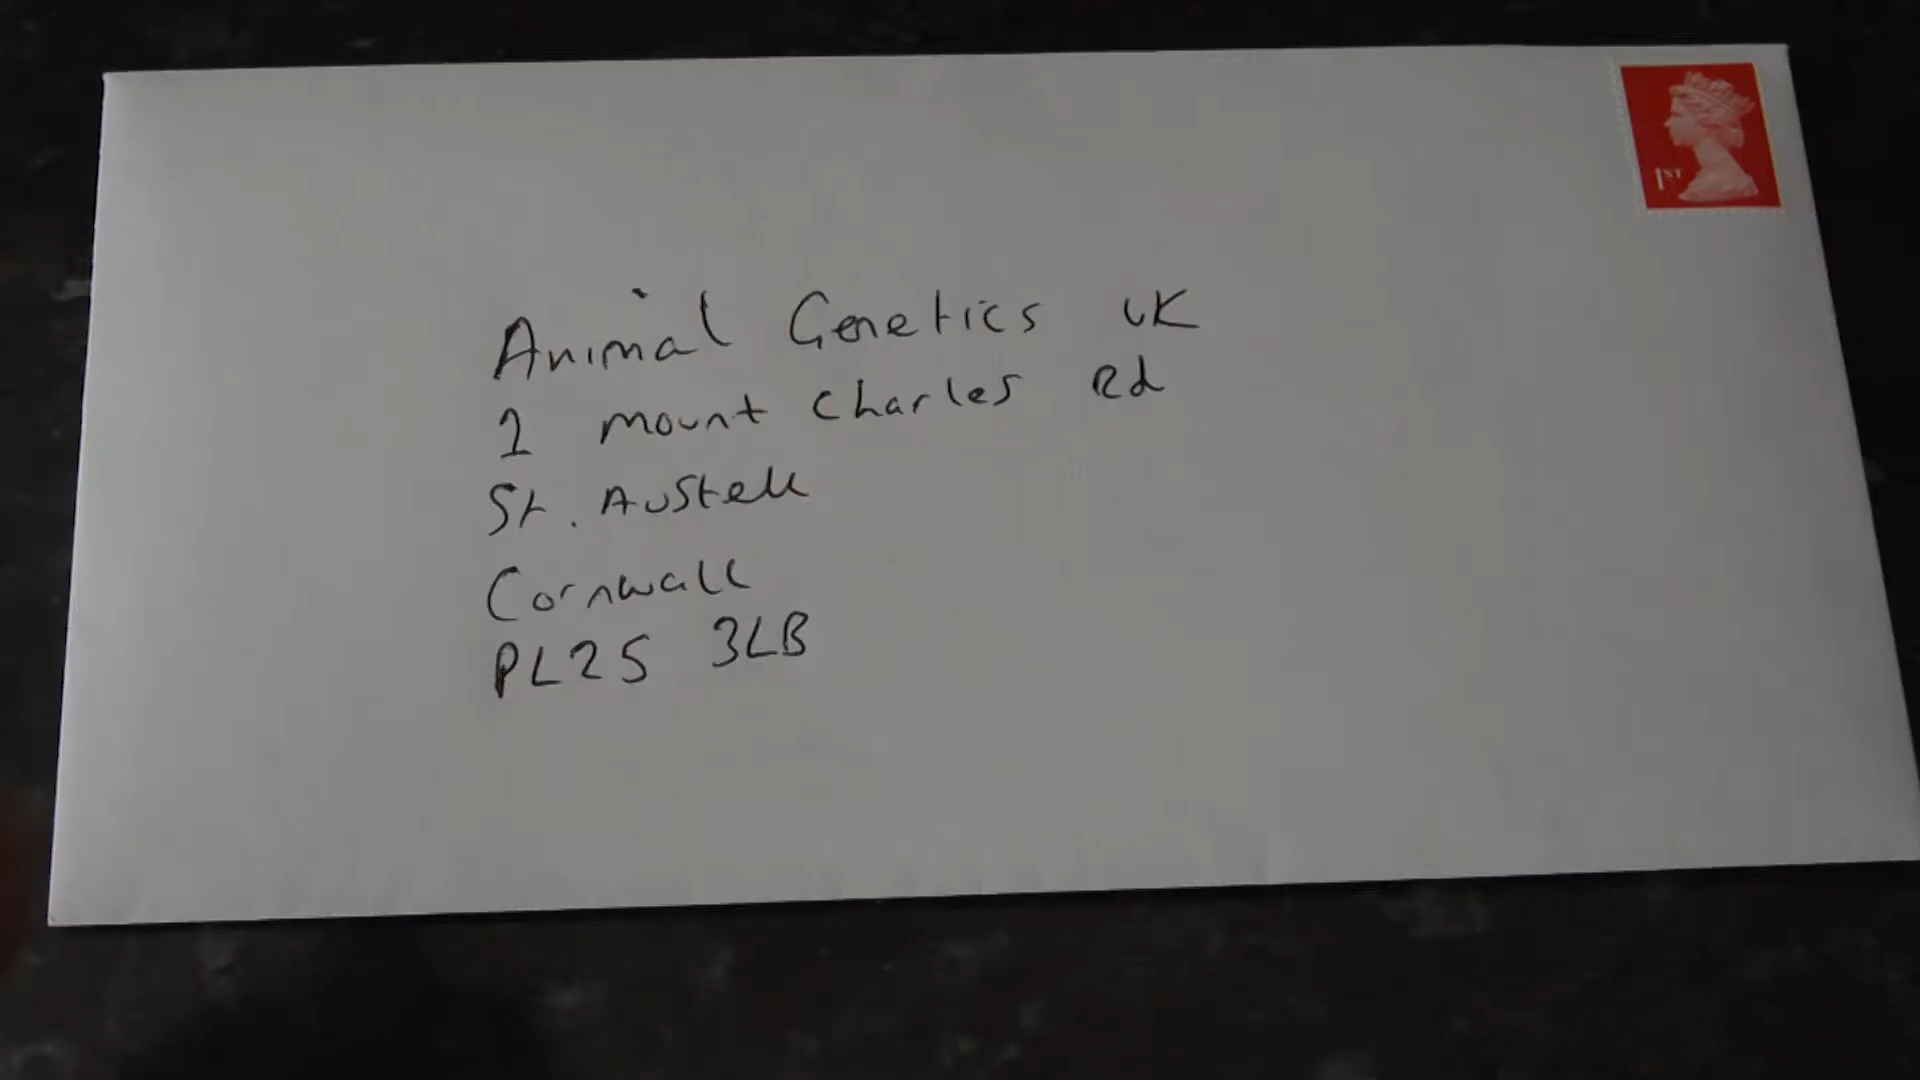 1ST
Animal Genetics UK
1 Mount Charles Rd
St. Austell
Cornwall
PL25 3LB